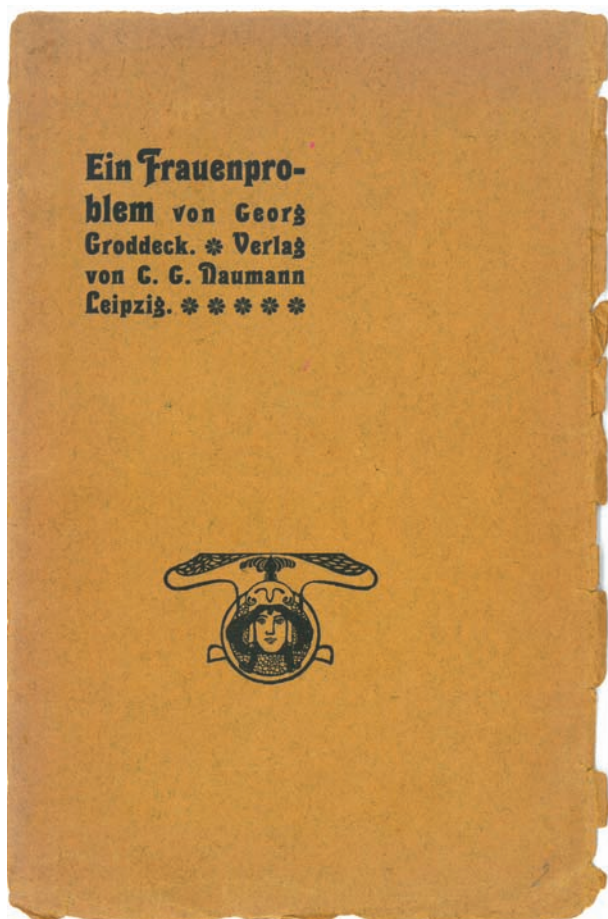 Ein Frauenpro-
blem von Georg
Groddeck. * Verlag
von C. G. Naumann
Leipzig. * * * * *